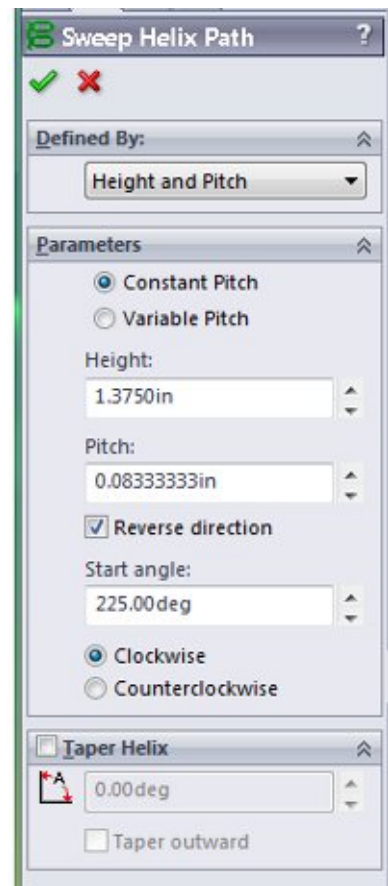 Sweep Helix Path ?
Defined By:
Height and Pitch
Parameters
Constant Pitch
Variable Pitch
Height:
1.3750in
Pitch:
0.08333333in
Reverse direction
Start angle:
225.00deg
Clockwise
Counterclockwise
Taper Helix
A
0.00deg
Taper outward